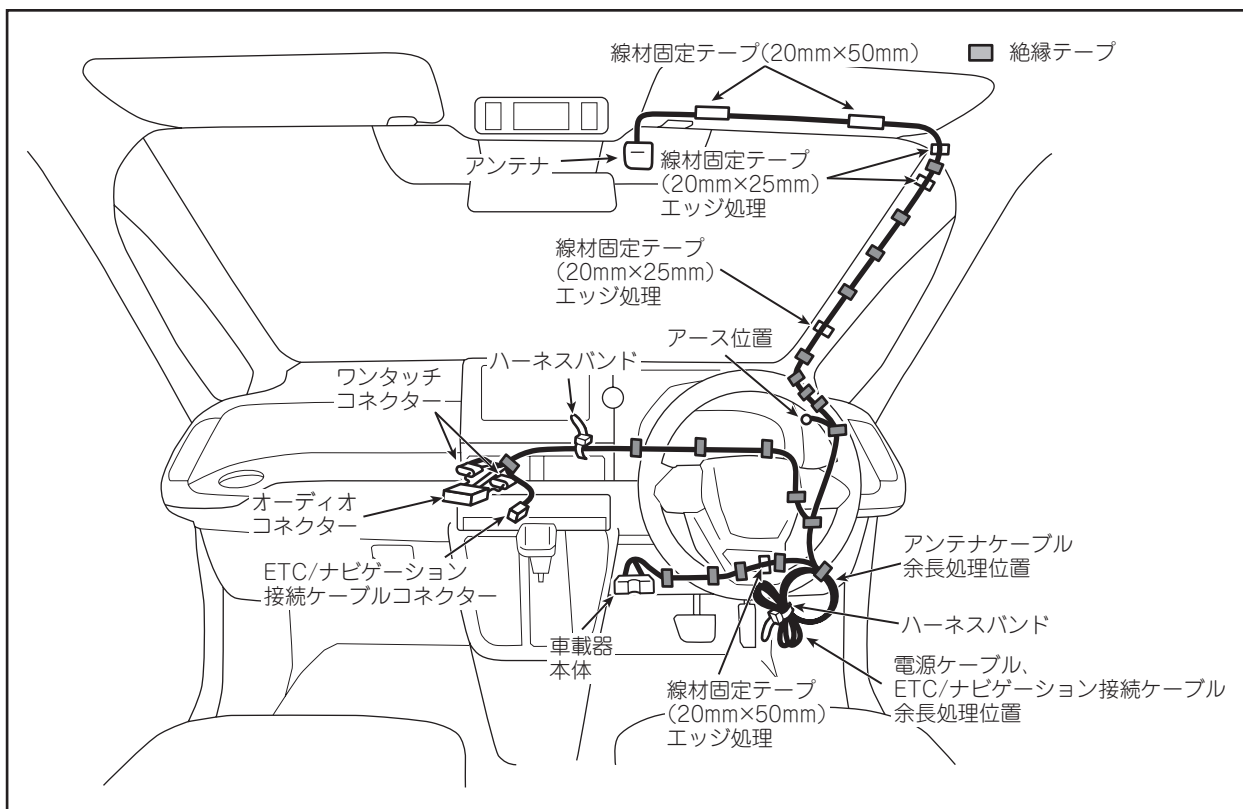 線材固定テープ(20mm×50mm)
絶縁テープ
アンテナ
線材固定テープ
(20mm×25mm)
エッジ処理
線材固定テープ
(20mm×25mm)
エッジ処理
アース位置
ハーネスバンド
ワンタッチ
コネクター
オーディオ
コネクター
ETC/ナビゲーション
接続ケーブルコネクター
車載器
本体
線材固定テープ
(20mm×50mm)
エッジ処理
アンテナケーブル
余長処理位置
ハーネスバンド
電源ケーブル、
ETC/ナビゲーション接続ケーブル
余長処理位置